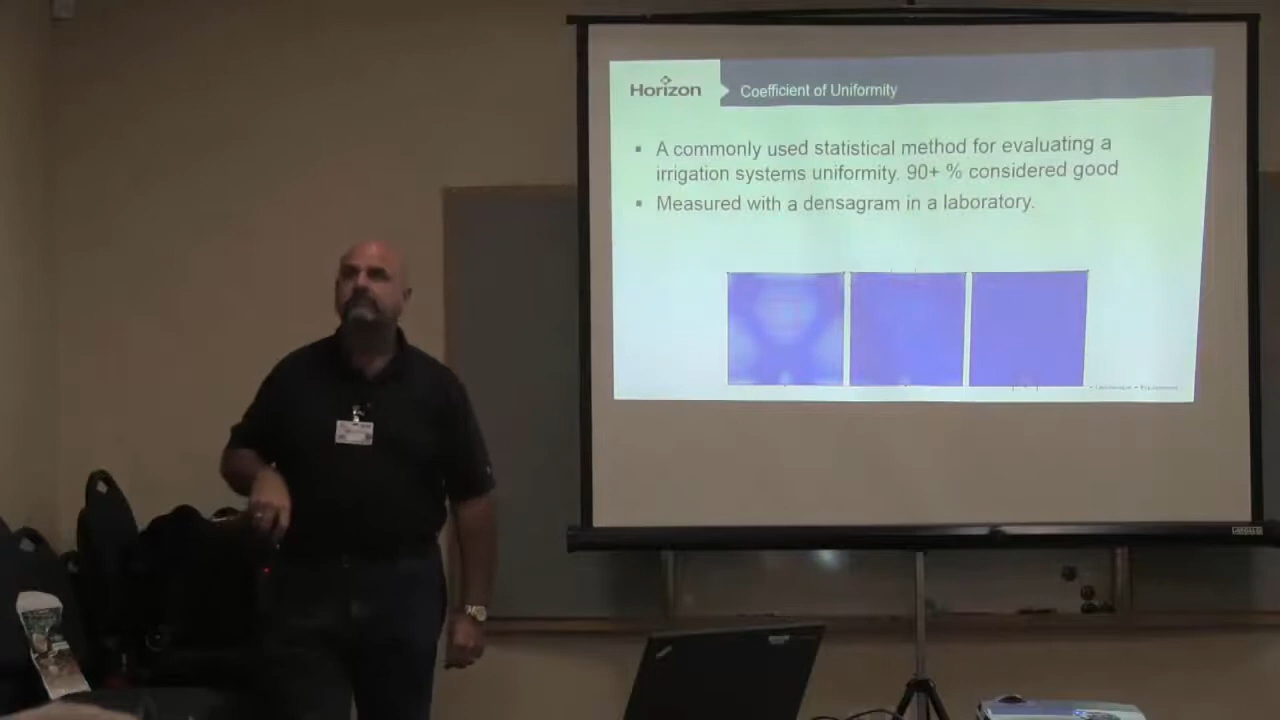 Horizon
Coefficient of Uniformity
A commonly used statistical method for evaluating a
irrigation systems uniformity. 90+ % considered good
Measured with a densagram in a laboratory.